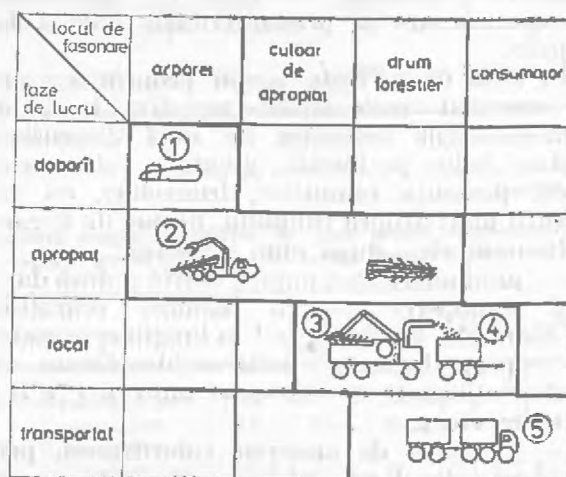 locul de
fasonare
faze
de lucru
arboret
culoar
de
apropiat
drum
forestier
consumator
doborît
①
apropiat
②
tocat
③
④
transportat
⑤